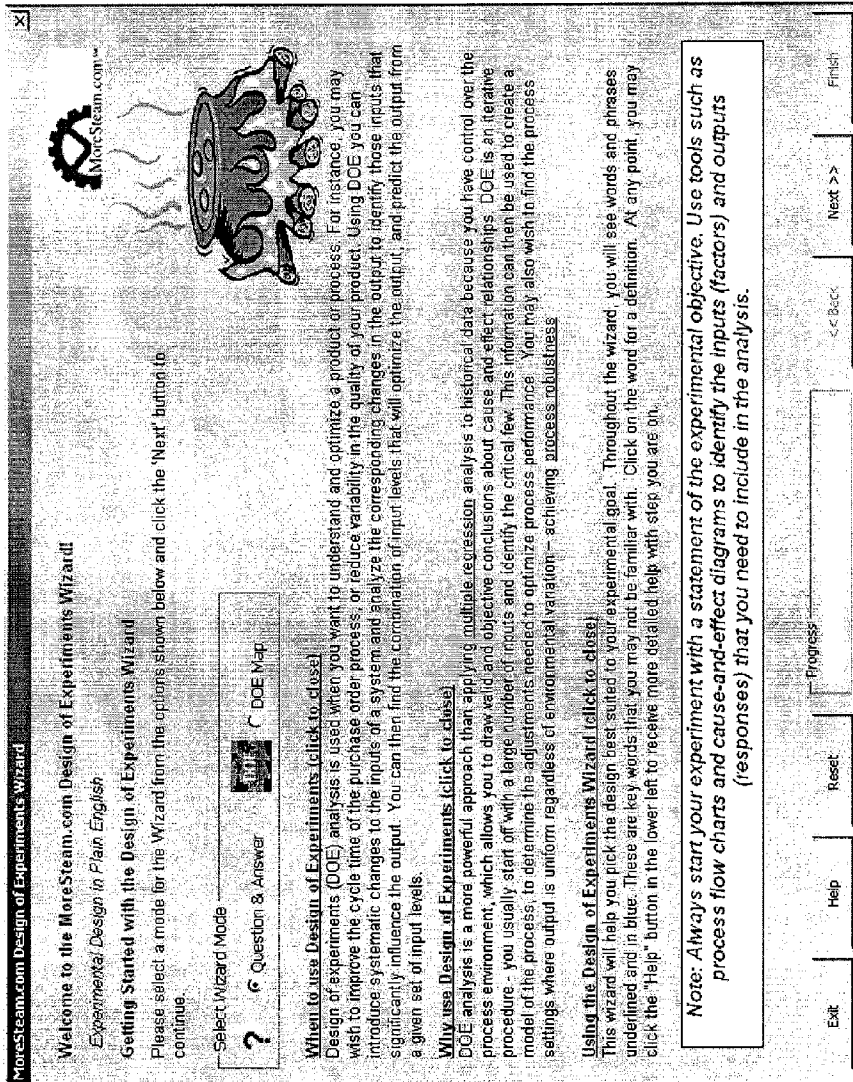 MoreSteam.com Design of Experiments Wizard
x
Welcome to the MoreSteam.com Design of Experiments Wizard!
Experimental Design in Plain English
MoreSteam.com™
Getting Started with the Design of Experiments Wizard
Please select a mode for the Wizard from the options shown below and click the 'Next' button to
continue.
Select Wizard Mode
? Question & Answer DOE Map
When to use Design of Experiments (click to close)
Design of experiments (DOE) analysis is used when you want to understand and optimize a product or process. For instance, you may
wish to improve the cycle time of the purchase order process, or reduce variability in the quality of your product. Using DOE you can
introduce systematic changes to the inputs of a system and analyze the corresponding changes in the output to identify those inputs that
significantly influence the output. You can then find the combination of input levels that will optimize the output, and predict the output from
a given set of input levels.
Why use Design of Experiments (click to close)
DOE analysis is a more powerful approach than applying multiple regression analysis to historical data because you have control over the
process environment, which allows you to draw valid and objective conclusions about cause and effect relationships. DOE is an iterative
procedure - you usually start off with a large number of inputs and identify the critical few. This information can then be used to create a
model of the process, to determine the adjustments needed to optimize process performance. You may also wish to find the process
settings where output is uniform regardless of environmental variation – achieving process robustness
Using the Design of Experiments Wizard (click to close)
This wizard will help you pick the design best suited to your experimental goal. Throughout the wizard, you will see words and phrases
underlined and in blue. These are key words that you may not be familiar with. Click on the word for a definition. At any point, you may
click the "Help" button in the lower left to receive more detailed help with step you are on.
Note: Always start your experiment with a statement of the experimental objective. Use tools such as
process flow charts and cause-and-effect diagrams to identify the inputs (factors) and outputs
(responses) that you need to include in the analysis.
Progress
Exit Help Reset << Back Next >> Finish